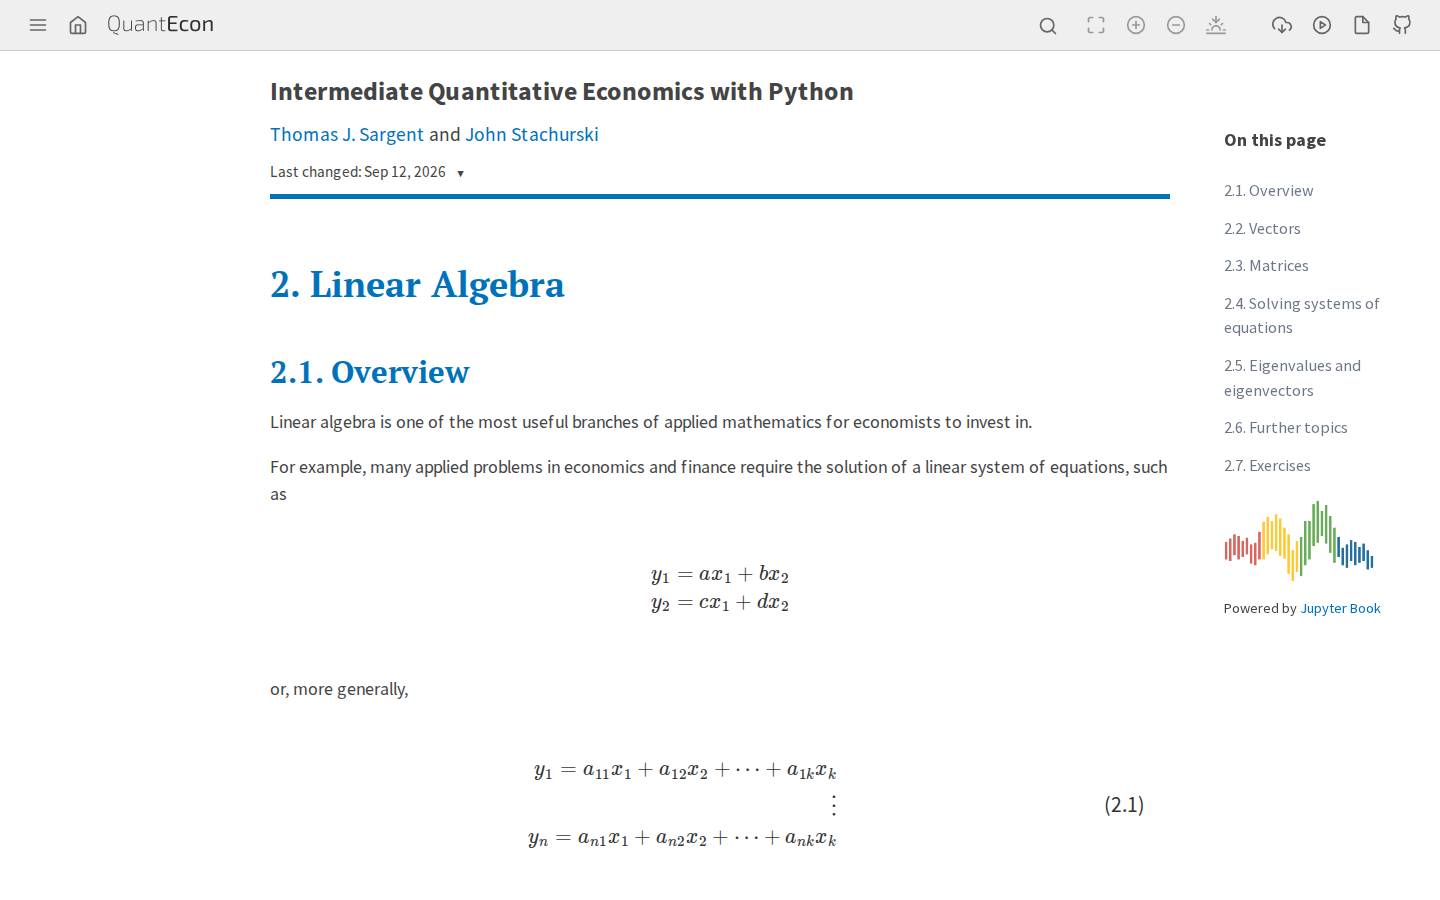 QuantEcon
Intermediate Quantitative Economics with Python
Thomas J. Sargent and John Stachurski
Last changed: Sep 12, 2026 ▾
2. Linear Algebra
2.1. Overview
Linear algebra is one of the most useful branches of applied mathematics for economists to invest in.
For example, many applied problems in economics and finance require the solution of a linear system of equations, such
as
y₁ = ax₁ + bx₂
y₂ = cx₁ + dx₂
or, more generally,
y₁ = a₁₁x₁ + a₁₂x₂ + ⋯ + a₁ₖxₖ
⋮ (2.1)
yₙ = aₙ₁x₁ + aₙ₂x₂ + ⋯ + aₙₖxₖ
On this page
2.1. Overview
2.2. Vectors
2.3. Matrices
2.4. Solving systems of
equations
2.5. Eigenvalues and
eigenvectors
2.6. Further topics
2.7. Exercises
Powered by Jupyter Book